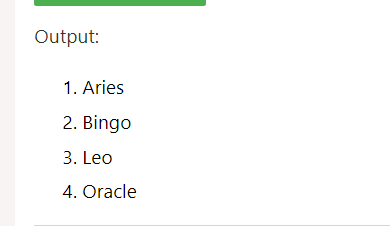 Output:
1. Aries
2. Bingo
3. Leo
4. Oracle